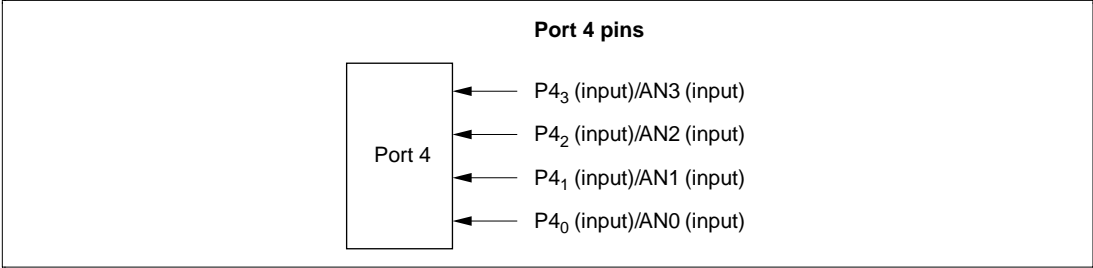 Port 4 pins
P4₃ (input)/AN3 (input)
P4₂ (input)/AN2 (input)
Port 4
P4₁ (input)/AN1 (input)
P4₀ (input)/AN0 (input)